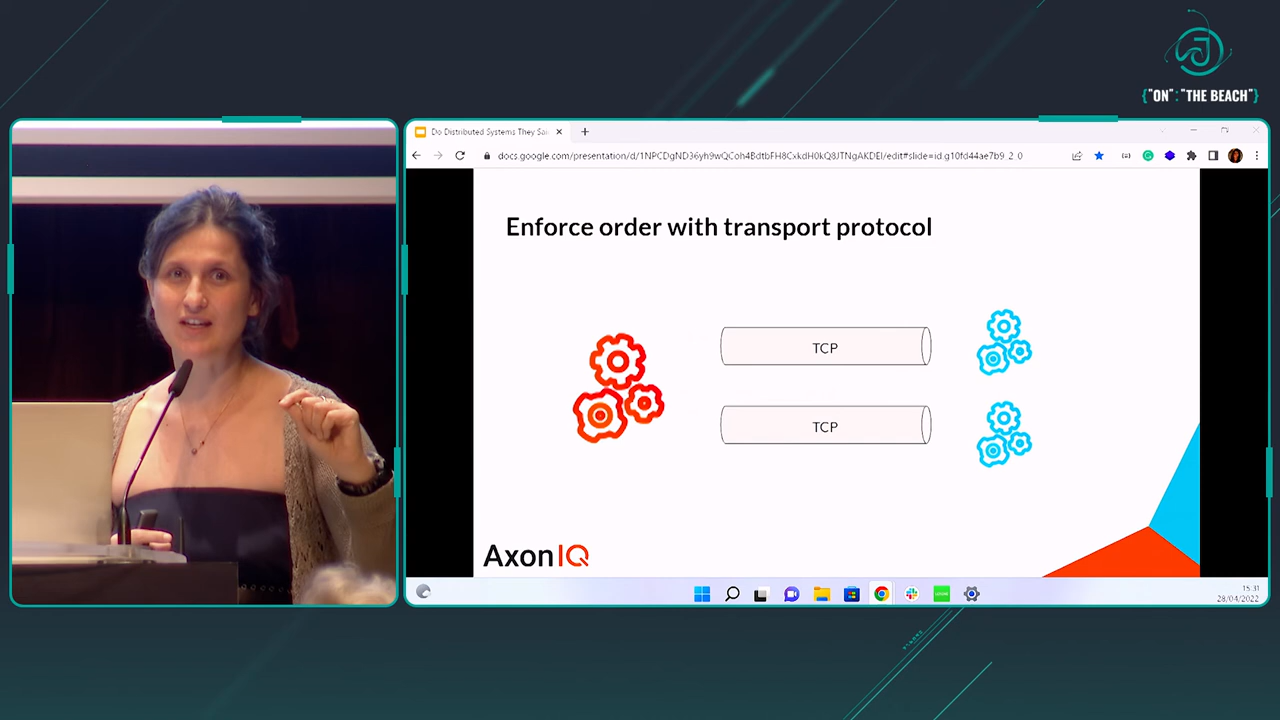 {"ON":"THE BEACH"}
Do Distributed Systems They Sai
docs.google.com/presentation/d/1NPCDgND36yh9wQCoh4BdtbFH8CxkdH0kQ8JTNgAKDEI/edit#slide=id.g10fd44ae7b9_2_0
Enforce order with transport protocol
TCP
TCP
AxonIQ
15:31
28/04/2022